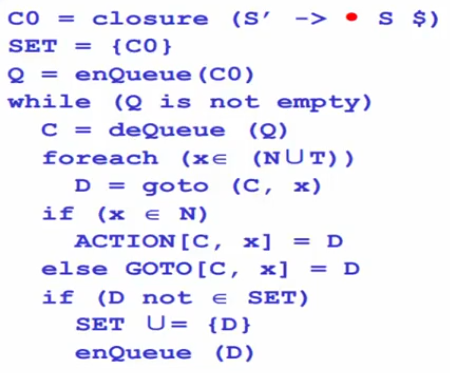 C0 = closure (S′ -> • S $)
SET = {C0}
Q = enQueue(C0)
while (Q is not empty)
C = deQueue (Q)
foreach (x∈ (N∪T))
D = goto (C, x)
if (x ∈ N)
ACTION[C, x] = D
else GOTO[C, x] = D
if (D not ∈ SET)
SET ∪= {D}
enQueue (D)